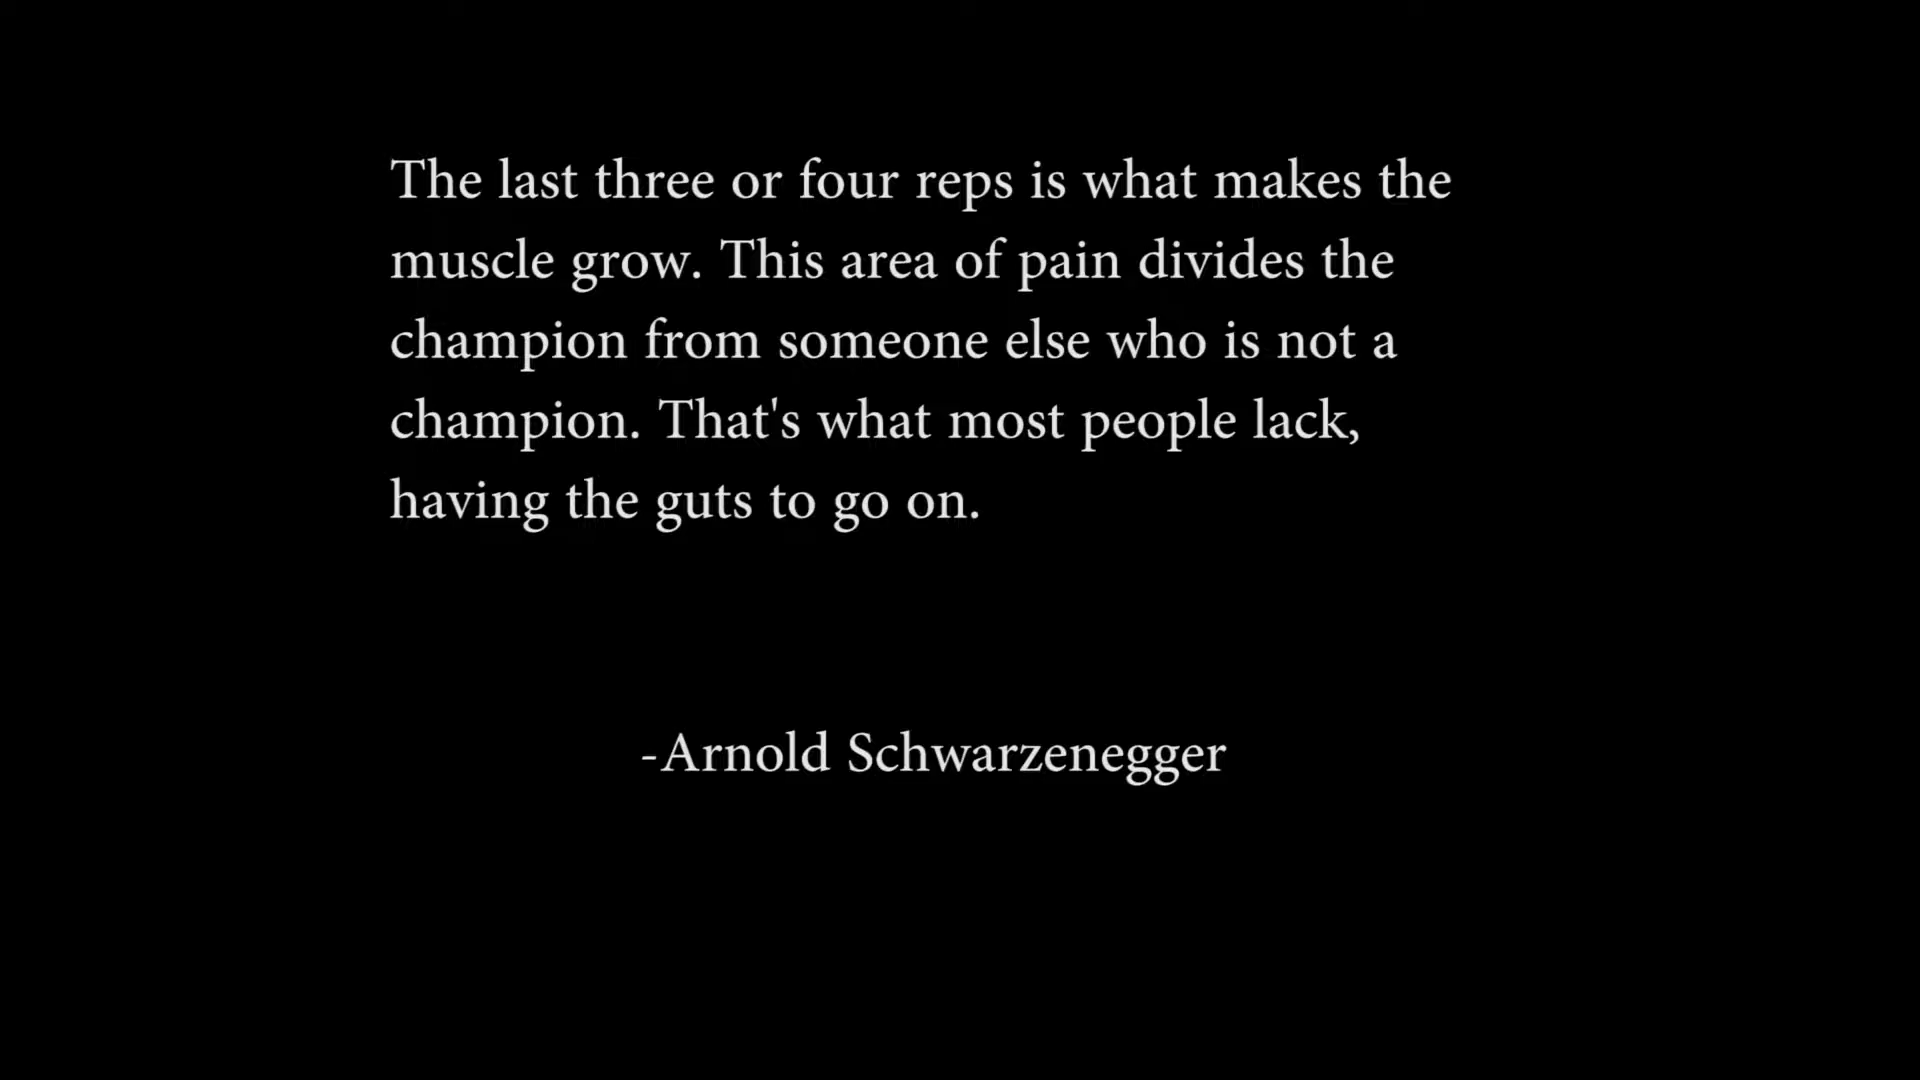 The last three or four reps is what makes the
muscle grow. This area of pain divides the
champion from someone else who is not a
champion. That's what most people lack,
having the guts to go on.
-Arnold Schwarzenegger